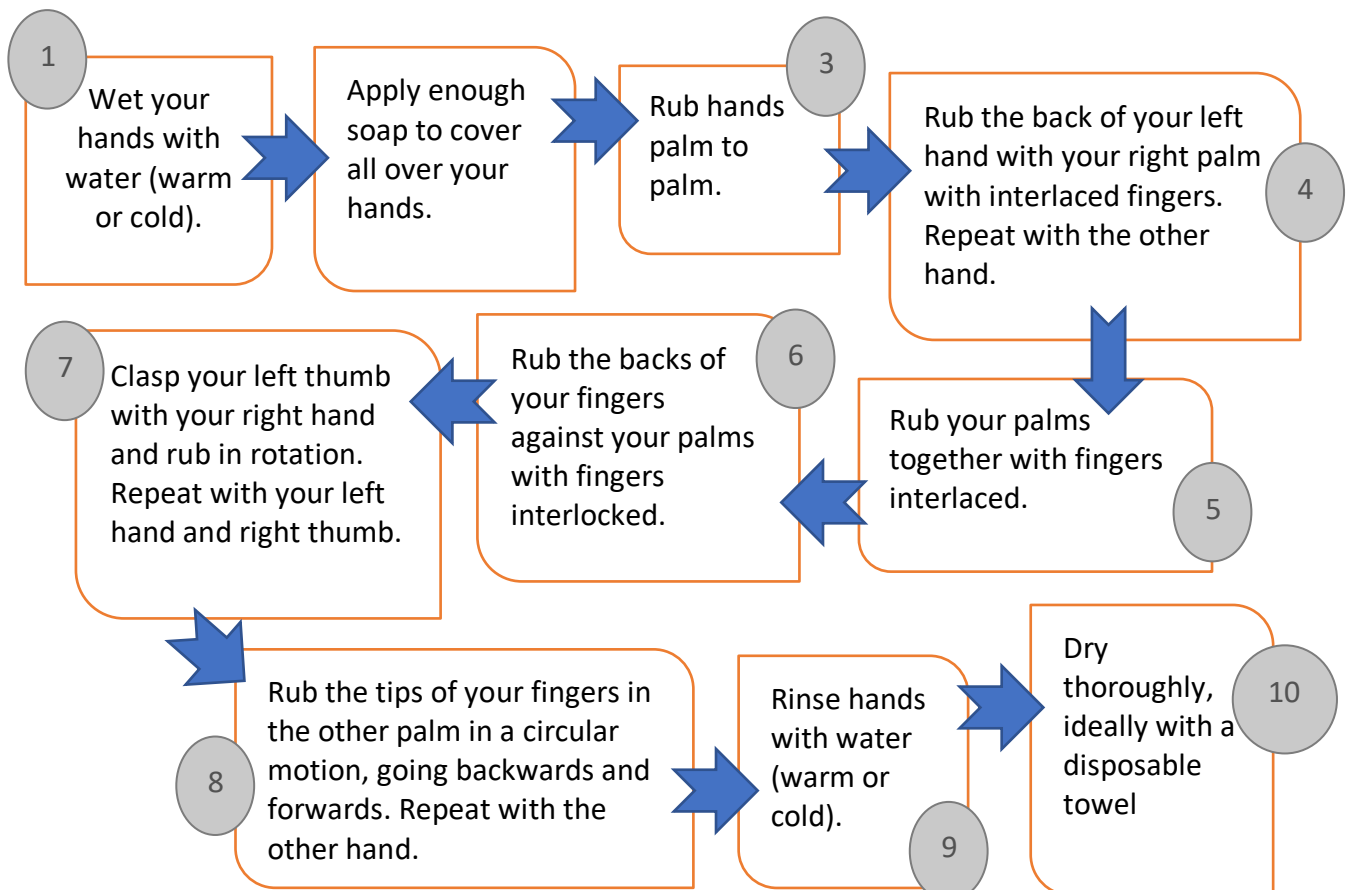 1
Wet your
hands with
water (warm
or cold).
Apply enough
soap to cover
all over your
hands.
3
Rub hands
palm to
palm.
4
Rub the back of your left
hand with your right palm
with interlaced fingers.
Repeat with the other
hand.
5
Rub your palms
together with fingers
interlaced.
6
Rub the backs of
your fingers
against your palms
with fingers
interlocked.
7
Clasp your left thumb
with your right hand
and rub in rotation.
Repeat with your left
hand and right thumb.
8
Rub the tips of your fingers in
the other palm in a circular
motion, going backwards and
forwards. Repeat with the
other hand.
9
Rinse hands
with water
(warm or
cold).
10
Dry
thoroughly,
ideally with a
disposable
towel